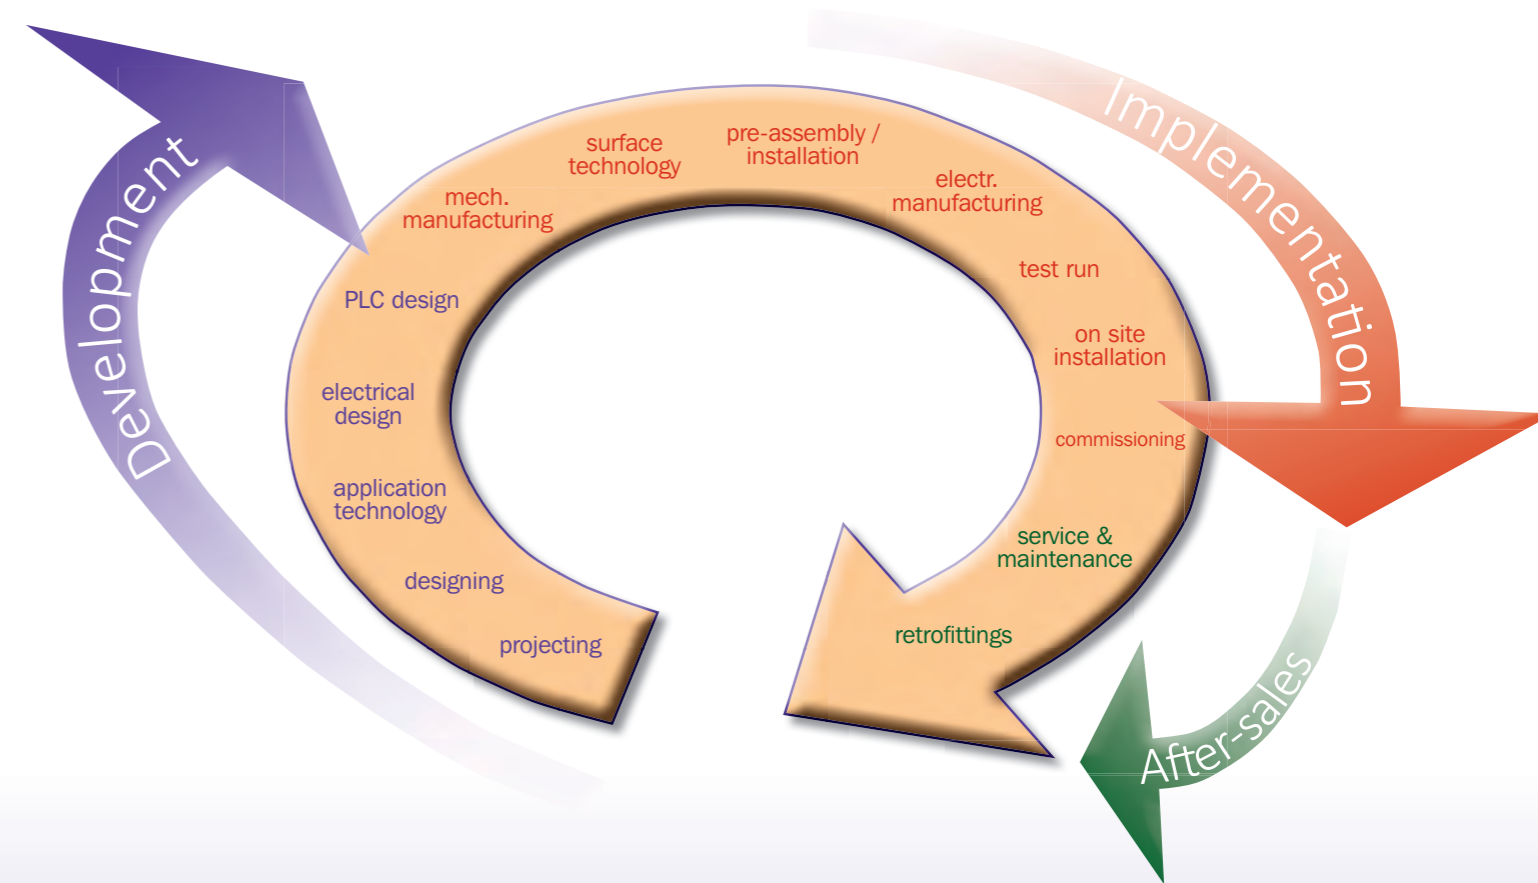 Development
Implementation
After-sales
surface
technology
pre-assembly /
installation
mech.
manufacturing
electr.
manufacturing
test run
PLC design
on site
installation
electrical
design
commissioning
application
technology
service &
maintenance
designing
retrofittings
projecting